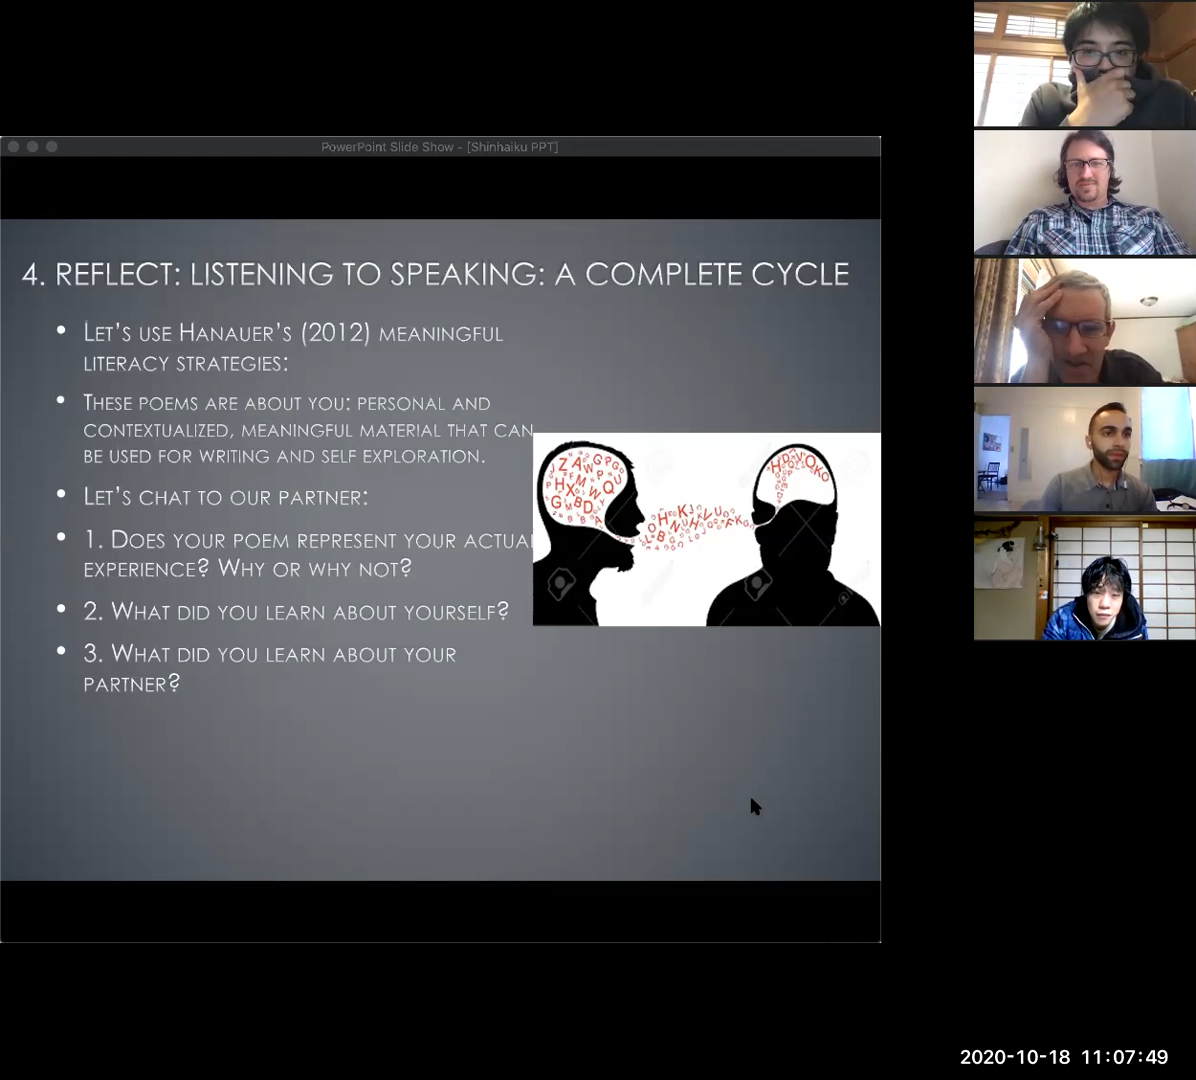 PowerPoint Slide Show - [Shinhaiku PPT]
4. REFLECT: LISTENING TO SPEAKING: A COMPLETE CYCLE
• LET'S USE HANAUER'S (2012) MEANINGFUL
LITERACY STRATEGIES:
• THESE POEMS ARE ABOUT YOU: PERSONAL AND
CONTEXTUALIZED, MEANINGFUL MATERIAL THAT CAN
BE USED FOR WRITING AND SELF EXPLORATION.
• LET'S CHAT TO OUR PARTNER:
• 1. DOES YOUR POEM REPRESENT YOUR ACTUAL
EXPERIENCE? WHY OR WHY NOT?
• 2. WHAT DID YOU LEARN ABOUT YOURSELF?
• 3. WHAT DID YOU LEARN ABOUT YOUR
PARTNER?
2020-10-18 11:07:49